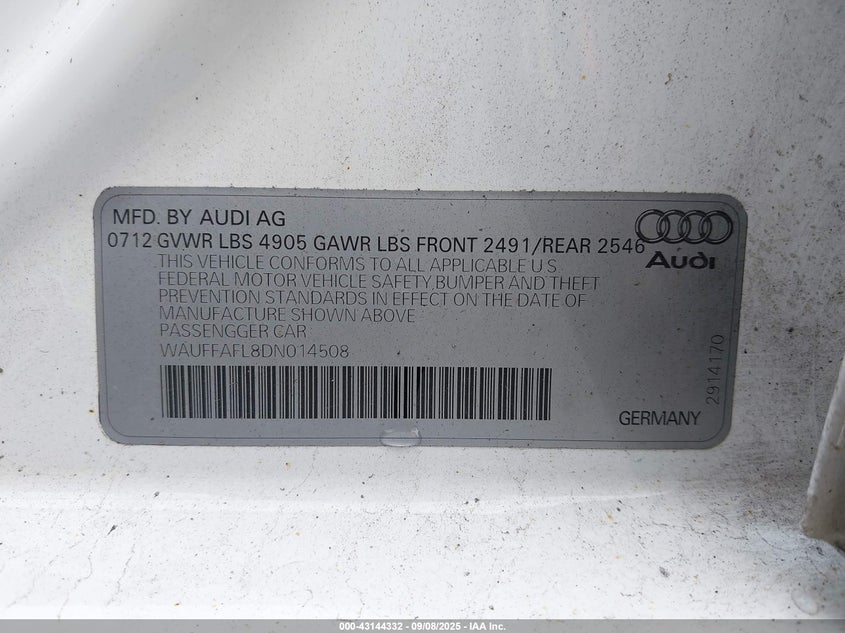 MFD. BY AUDI AG
0712 GVWR LBS 4905 GAWR LBS FRONT 2491/REAR 2546
Audi
THIS VEHICLE CONFORMS TO ALL APPLICABLE U S
FEDERAL MOTOR VEHICLE SAFETY BUMPER AND THEFT
PREVENTION STANDARDS IN EFFECT ON THE DATE OF
MANUFACTURE SHOWN ABOVE
PASSENGGER CAR
WAUFFAFL8DN014508
2914170
GERMANY
000-43144332 - 09/08/2025 - IAA Inc.